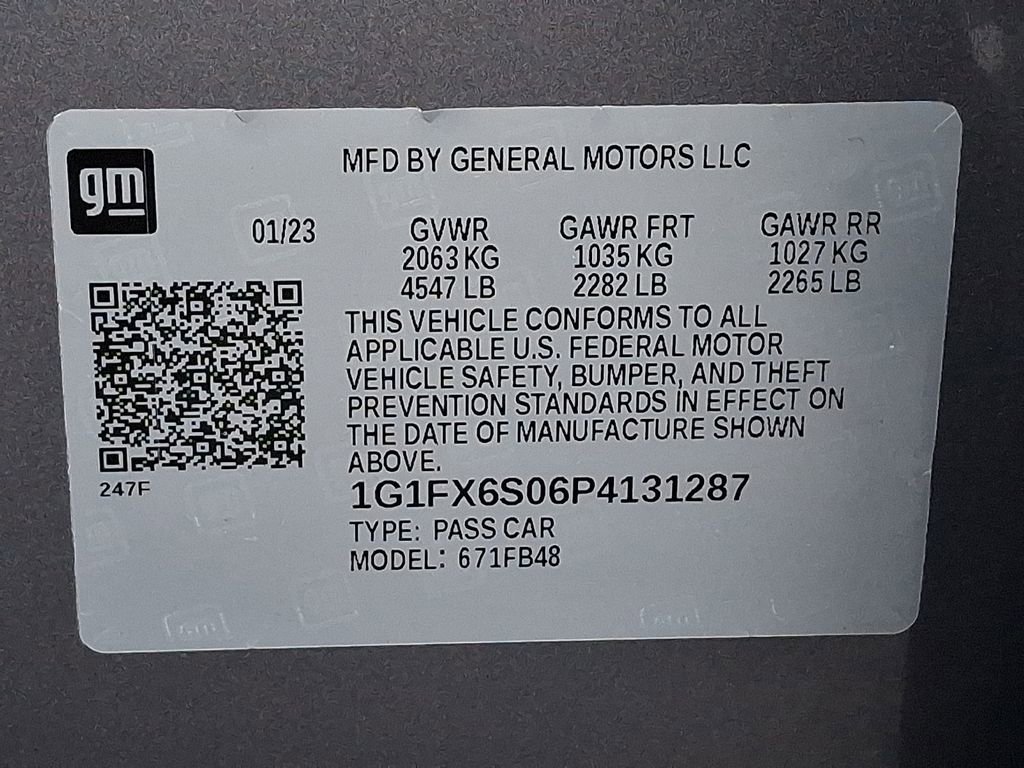 gm
MFD BY GENERAL MOTORS LLC
01/23 GVWR GAWR FRT GAWR RR
2063 KG 1035 KG 1027 KG
4547 LB 2282 LB 2265 LB
THIS VEHICLE CONFORMS TO ALL
APPLICABLE U.S. FEDERAL MOTOR
VEHICLE SAFETY, BUMPER, AND THEFT
PREVENTION STANDARDS IN EFFECT ON
THE DATE OF MANUFACTURE SHOWN
ABOVE.
247F
1G1FX6S06P4131287
TYPE: PASS CAR
MODEL: 671FB48